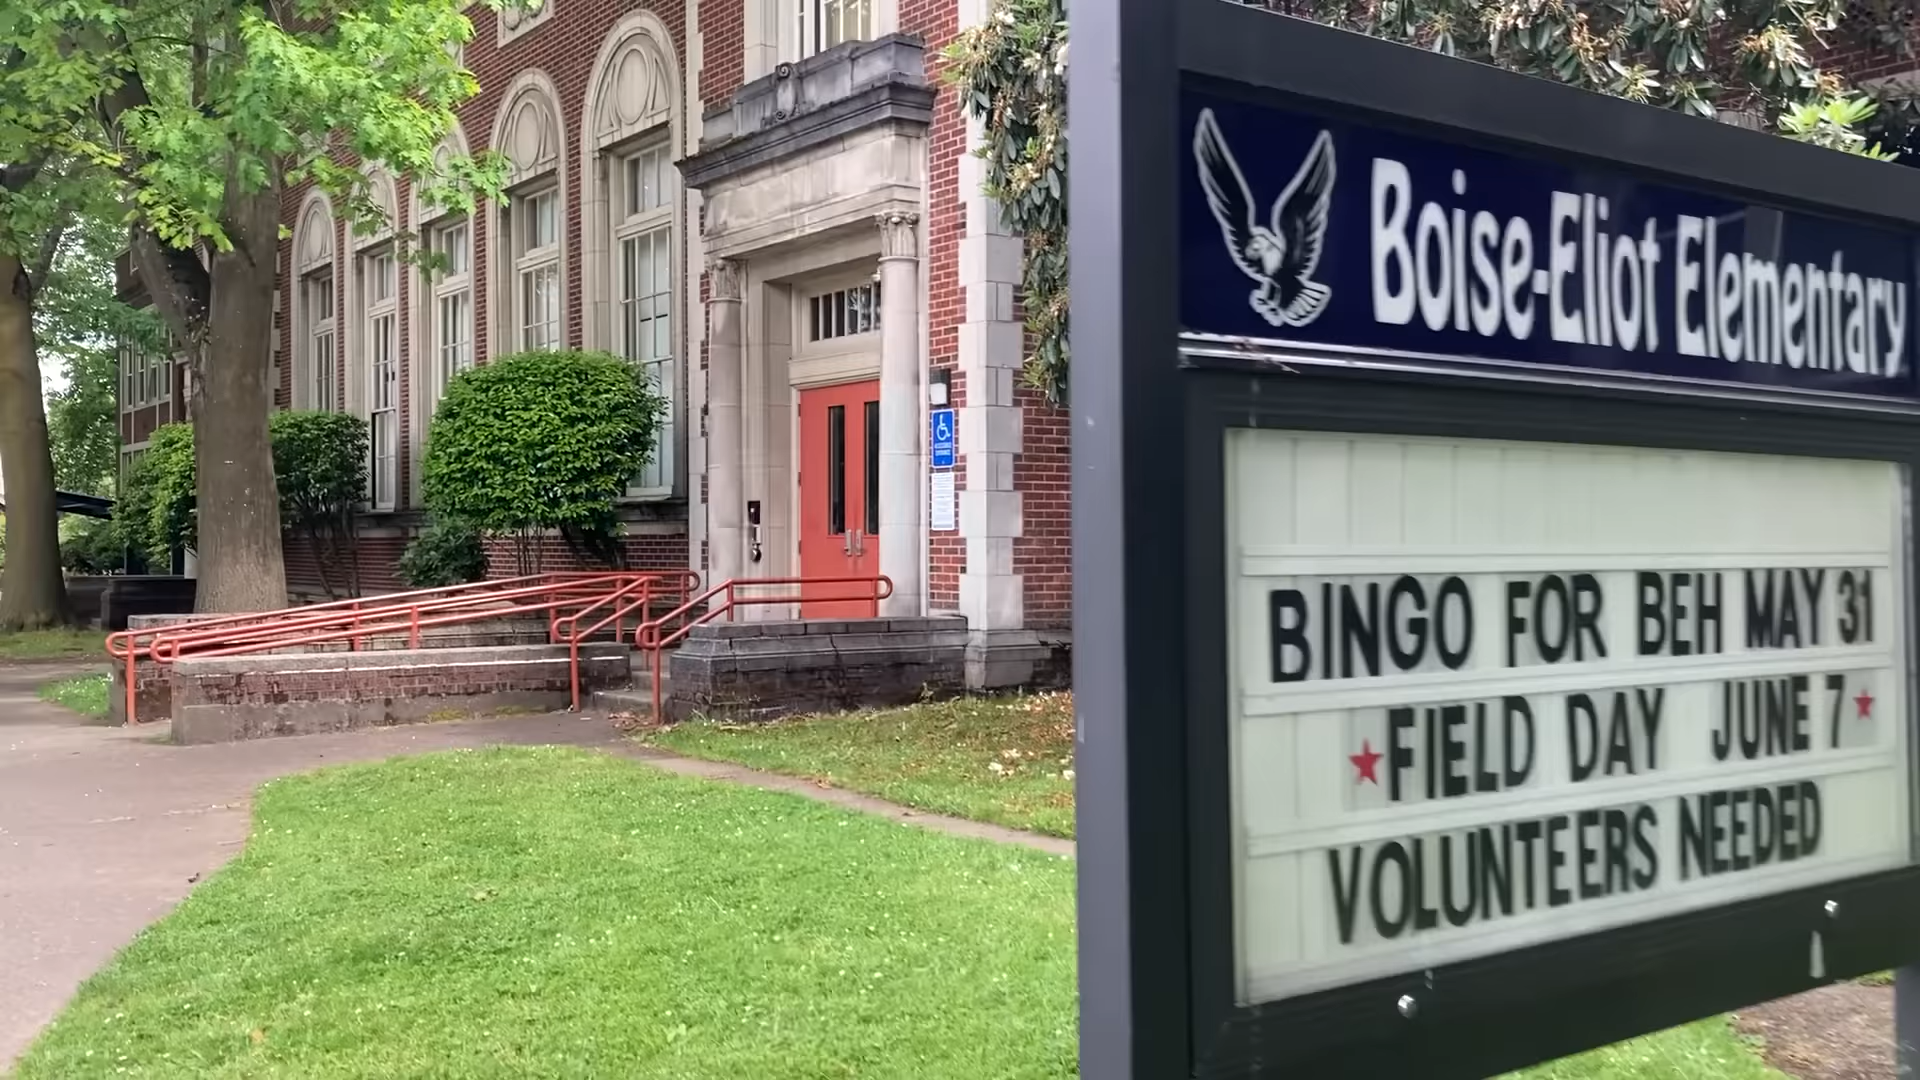 Boise-Eliot Elementary
BINGO FOR BEH MAY 31
FIELD DAY JUNE 7
VOLUNTEERS NEEDED